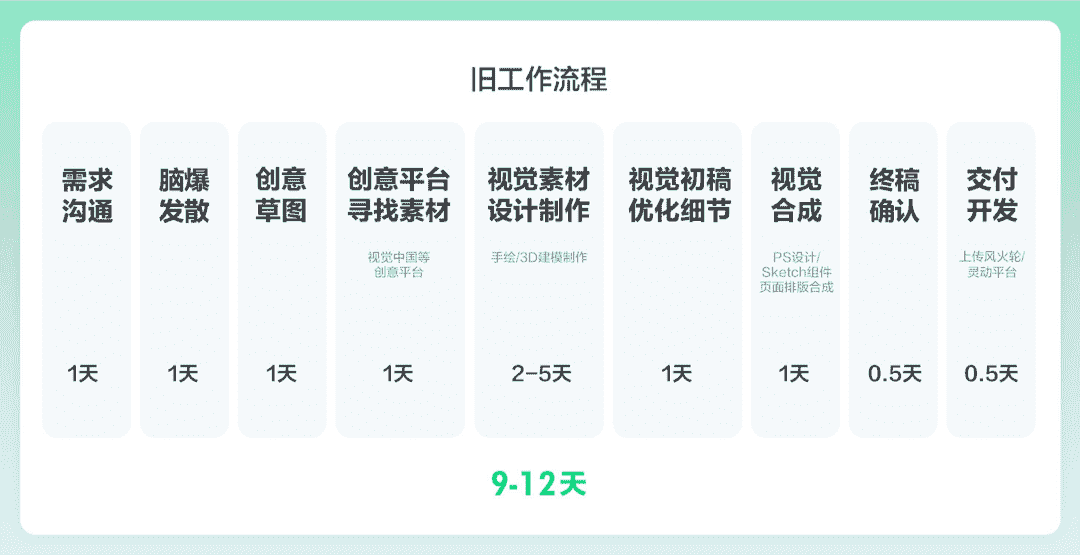 旧工作流程
需求
沟通
1天
脑爆
发散
1天
创意
草图
1天
创意平台
寻找素材
视觉中国等
创意平台
1天
视觉素材
设计制作
手绘/3D建模制作
2-5天
视觉初稿
优化细节
1天
视觉
合成
PS设计/
Sketch组件
页面排版合成
1天
终稿
确认
0.5天
交付
开发
上传风火轮/
灵动平台
0.5天
9-12天